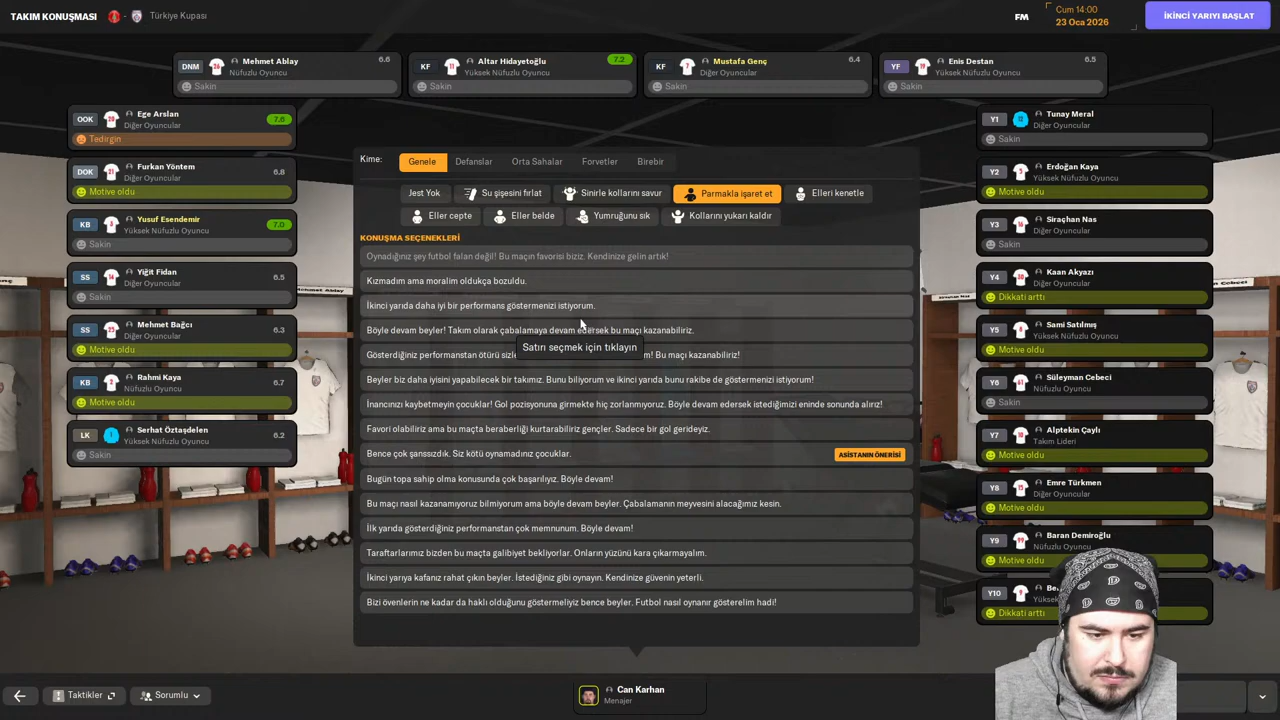 TAKIM KONUŞMASI
Türkiye Kupası
FM
Cum 14:00
23 Oca 2026
İKİNCİ YARIYI BAŞLAT
DNM
Mehmet Ablay
Nüfuzlu Oyuncu
6.6
Sakin
KF
Altar Hidayetoğlu
Yüksek Nüfuzlu Oyuncu
7.2
Sakin
KF
Mustafa Genç
Diğer Oyuncular
6.4
Sakin
YF
Enis Destan
Yüksek Nüfuzlu Oyuncu
6.5
Sakin
OOK
Ege Arslan
Diğer Oyuncular
7.6
Tedirgin
DOK
Furkan Yöntem
Diğer Oyuncular
6.8
Motive oldu
KB
Yusuf Esendemir
Yüksek Nüfuzlu Oyuncu
7.0
Sakin
SS
Yiğit Fidan
Diğer Oyuncular
6.5
Sakin
SS
Mehmet Bağcı
Diğer Oyuncular
6.3
Motive oldu
KB
Rahmi Kaya
Nüfuzlu Oyuncu
6.7
Motive oldu
LK
Serhat Öztaşdelen
Yüksek Nüfuzlu Oyuncu
6.2
Sakin
Kime:
Genele
Defanslar
Orta Sahalar
Forvetler
Birebir
Jest Yok
Su şişesini fırlat
Sinirle kollarını savur
Parmakla işaret et
Elleri kenetle
Eller cepte
Eller belde
Yumruğunu sık
Kollarını yukarı kaldır
KONUŞMA SEÇENEKLERİ
Oynadığınız şey futbol falan değil! Bu maçın favorisi biziz. Kendinize gelin artık!
Kızmadım ama moralim oldukça bozuldu.
İkinci yarıda daha iyi bir performans göstermenizi istiyorum.
Böyle devam beyler! Takım olarak çabalamaya devam edersek bu maçı kazanabiliriz.
Satırı seçmek için tıklayın
Gösterdiğiniz performanstan ötürü sizle
! Bu maçı kazanabiliriz!
Beyler biz daha iyisini yapabilecek bir takımız. Bunu biliyorum ve ikinci yarıda bunu rakibe de göstermenizi istiyorum!
İnancınızı kaybetmeyin çocuklar! Gol pozisyonuna girmekte hiç zorlanmıyoruz. Böyle devam edersek istediğimizi eninde sonunda alırız!
Favori olabiliriz ama bu maçta beraberliği kurtarabiliriz gençler. Sadece bir gol gerideyiz.
Bence çok şanssızdık. Siz kötü oynamadınız çocuklar.
ASİSTANIN ÖNERİSİ
Bugün topa sahip olma konusunda çok başarılıyız. Böyle devam!
Bu maçı nasıl kazanamıyoruz bilmiyorum ama böyle devam beyler. Çabalamanın meyvesini alacağımız kesin.
İlk yarıda gösterdiğiniz performanstan çok memnunum. Böyle devam!
Taraftarlarımız bizden bu maçta galibiyet bekliyorlar. Onların yüzünü kara çıkarmayalım.
İkinci yarıya kafanız rahat çıkın beyler. İstediğiniz gibi oynayın. Kendinize güvenin yeterli.
Bizi övenlerin ne kadar da haklı olduğunu göstermeliyiz bence beyler. Futbol nasıl oynanır gösterelim hadi!
Y1
Tunay Meral
Diğer Oyuncular
Sakin
Y2
Erdoğan Kaya
Yüksek Nüfuzlu Oyuncu
Motive oldu
Y3
Siraçhan Nas
Diğer Oyuncular
Sakin
Y4
Kaan Akyazı
Diğer Oyuncular
Dikkati arttı
Y5
Sami Satılmış
Yüksek Nüfuzlu Oyuncu
Motive oldu
Y6
Süleyman Cebeci
Nüfuzlu Oyuncu
Sakin
Y7
Alptekin Çaylı
Takım Lideri
Motive oldu
Y8
Emre Türkmen
Diğer Oyuncular
Motive oldu
Y9
Baran Demiroğlu
Nüfuzlu Oyuncu
Motive oldu
Y10
Dikkati arttı
Taktikler
Sorumlu
Can Karhan
Menajer